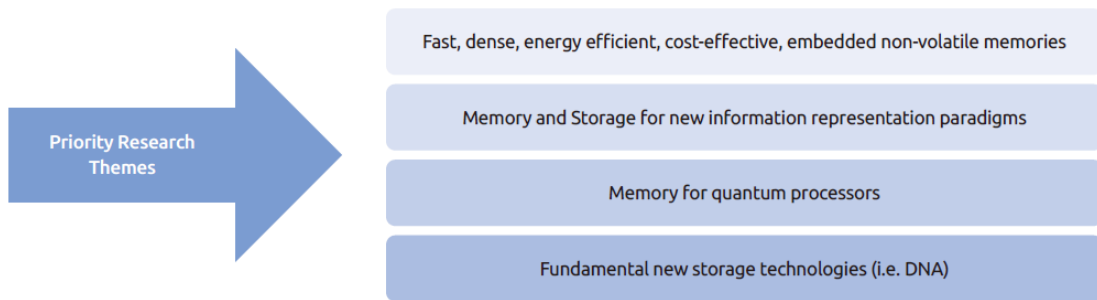 Priority Research
Themes
Fast, dense, energy efficient, cost-effective, embedded non-volatile memories
Memory and Storage for new information representation paradigms
Memory for quantum processors
Fundamental new storage technologies (i.e. DNA)